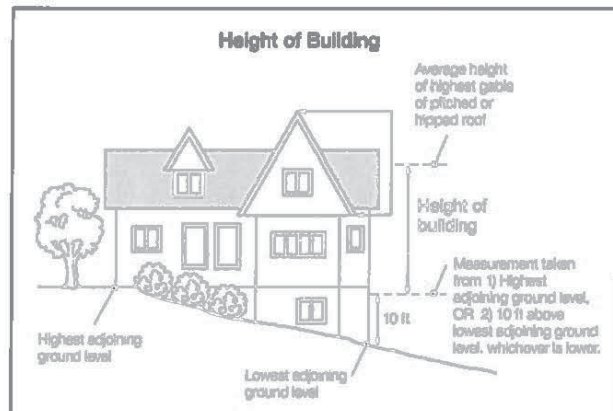 Height of Building
Average height
of highest gable
of pitched or
hipped roof
Height of
building
Measurement taken
from 1) Highest
adjoining ground level,
OR 2) 10 ft above
lowest adjoining ground
level, whichever is lower.
10 ft
Highest adjoining
ground level
Lowest adjoining
ground level